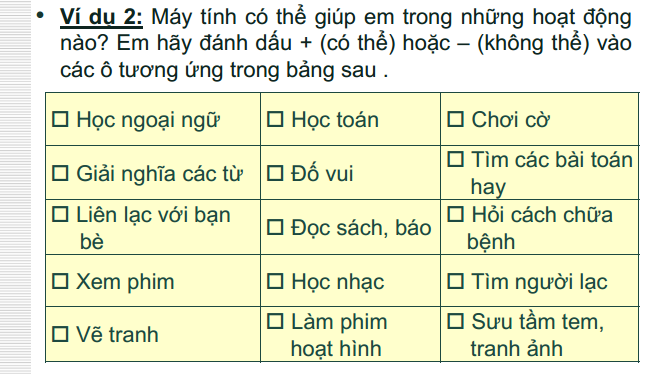 • Ví dụ 2: Máy tính có thể giúp em trong những hoạt động
nào? Em hãy đánh dấu + (có thể) hoặc – (không thể) vào
các ô tương ứng trong bảng sau .
☐ Học ngoại ngữ ☐ Học toán ☐ Chơi cờ
☐ Giải nghĩa các từ ☐ Đố vui ☐ Tìm các bài toán
hay
☐ Liên lạc với bạn
bè
☐ Đọc sách, báo
☐ Hỏi cách chữa
bệnh
☐ Xem phim ☐ Học nhạc ☐ Tìm người lạc
☐ Vẽ tranh
☐ Làm phim
hoạt hình
☐ Sưu tầm tem,
tranh ảnh